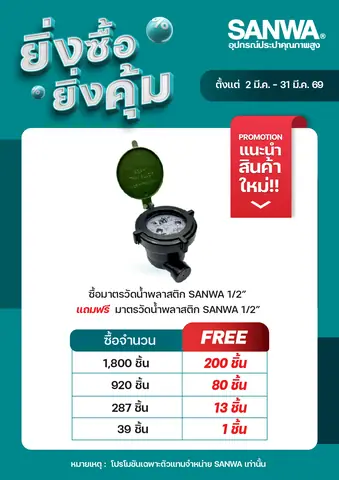 ยิ่งซื้อ
ยิ่งคุ้ม
SANWA®
อุปกรณ์ประปาคุณภาพสูง
ตั้งแต่ 2 มี.ค. - 31 มี.ค. 69
PROMOTION
แนะนำ
สินค้า
ใหม่!!
ซื้อมาตรวัดน้ำพลาสติก SANWA 1/2”
แถมฟรี มาตรวัดน้ำพลาสติก SANWA 1/2”
ซื้อจำนวน FREE
1,800 ชิ้น 200 ชิ้น
920 ชิ้น 80 ชิ้น
287 ชิ้น 13 ชิ้น
39 ชิ้น 1 ชิ้น
หมายเหตุ : โปรโมชันเฉพาะตัวแทนจำหน่าย SANWA เท่านั้น